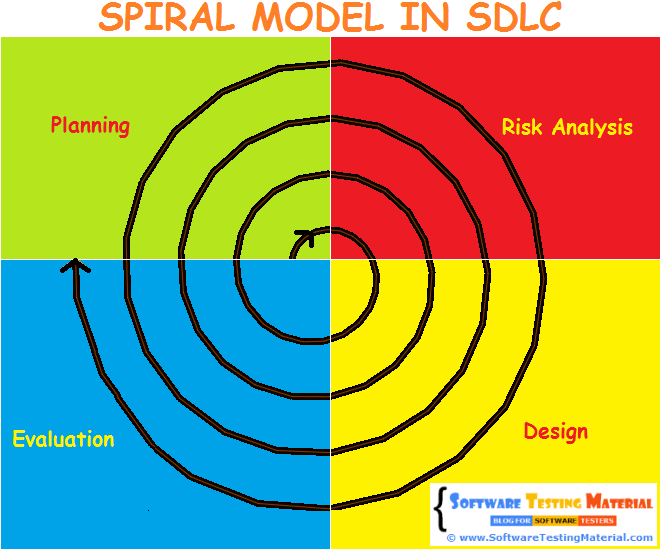 SPIRAL MODEL IN SDLC
Planning
Risk Analysis
Evaluation
Design
{ SOFTWARE TESTING MATERIAL
BLOG FOR SOFTWARE TESTERS
© www.SoftwareTestingMaterial.com